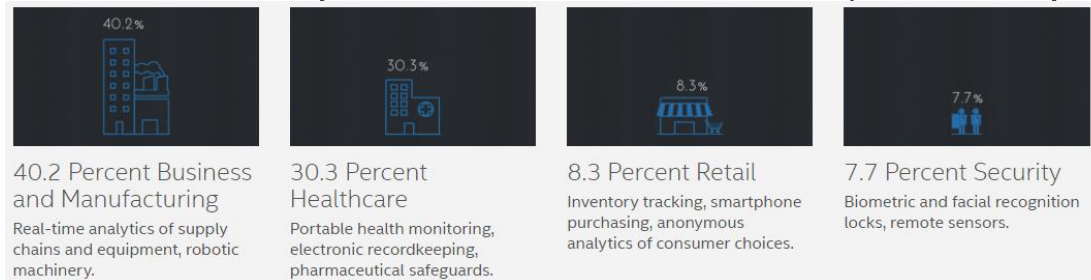 40.2%
40.2 Percent Business
and Manufacturing
Real-time analytics of supply
chains and equipment, robotic
machinery.
30.3%
30.3 Percent
Healthcare
Portable health monitoring,
electronic recordkeeping,
pharmaceutical safeguards.
8.3%
8.3 Percent Retail
Inventory tracking, smartphone
purchasing, anonymous
analytics of consumer choices.
7.7%
7.7 Percent Security
Biometric and facial recognition
locks, remote sensors.